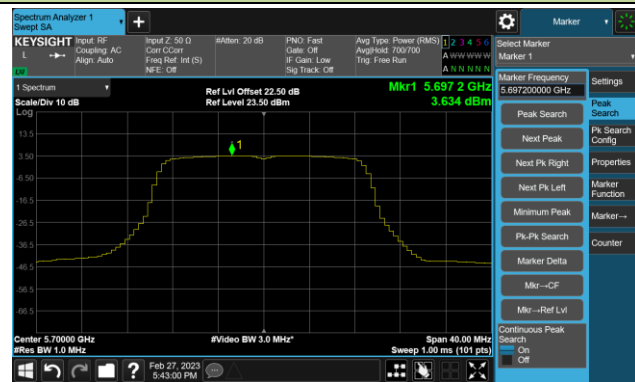 Spectrum Analyzer 1
Swept SA
+
Marker
KEYSIGHT Input: RF Input Z: 50 Ω #Atten: 20 dB PNO: Fast Avg Type: Power (RMS) 1 2 3 4 5 6
L Coupling: AC Corr CCorr Gate: Off Avg|Hold: 700/700 A W W W W W
Align: Auto Freq Ref: Int (S) IF Gain: Low Trig: Free Run
NFE: Off Sig Track: Off A N N N N N
Select Marker
Marker 1
1 Spectrum
Scale/Div 10 dB
Log
Ref Lvl Offset 22.50 dB
Ref Level 23.50 dBm
Mkr1 5.697 2 GHz
3.634 dBm
1
13.5
3.50
-6.50
-16.5
-26.5
-36.5
-46.5
-56.5
-66.5
Center 5.70000 GHz
#Res BW 1.0 MHz
#Video BW 3.0 MHz*
Span 40.00 MHz
Sweep 1.00 ms (101 pts)
Marker Frequency
5.697200000 GHz
Peak Search
Next Peak
Next Pk Right
Next Pk Left
Minimum Peak
Pk-Pk Search
Marker Delta
Mkr→CF
Mkr→Ref Lvl
Continuous Peak
Search
On
Off
Settings
Peak
Search
Pk Search
Config
Properties
Marker
Function
Marker→
Counter
?
Feb 27, 2023
5:43:00 PM